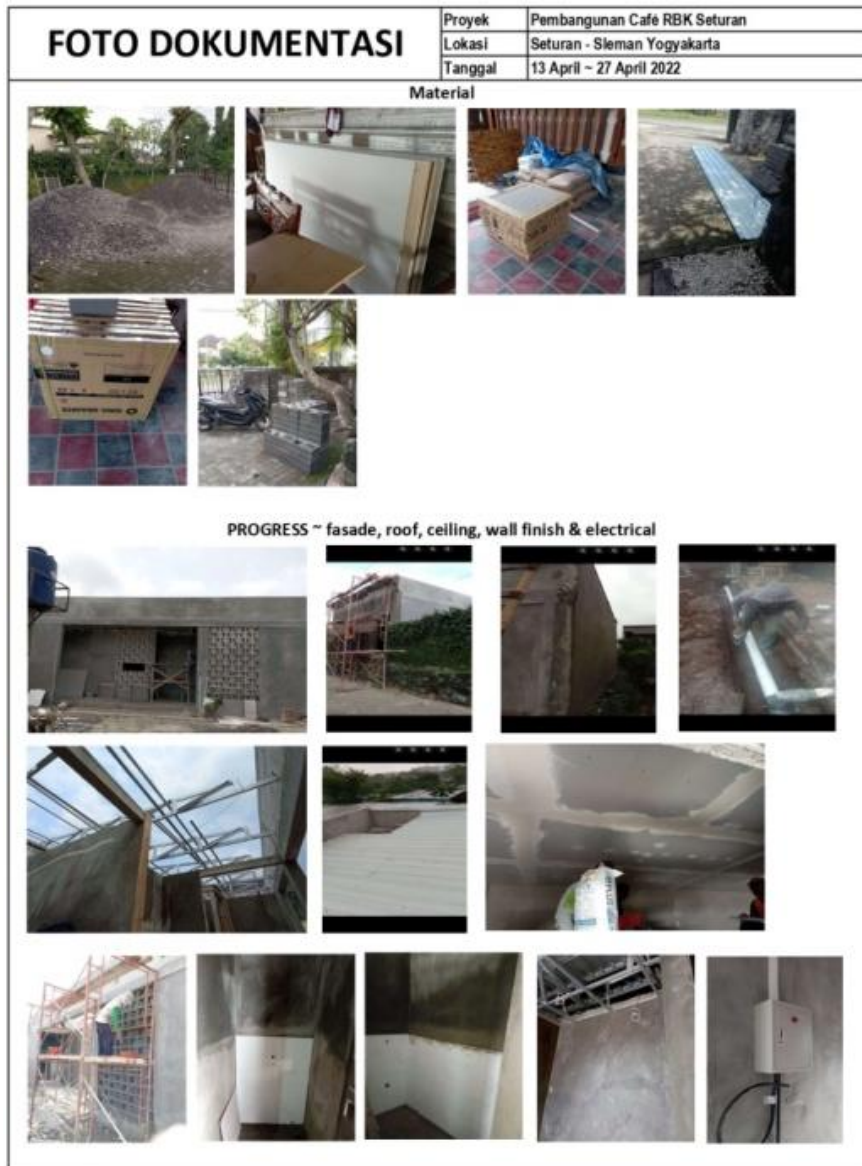 FOTO DOKUMENTASI
Proyek Pembangunan Café RBK Seturan
Lokasi Seturan - Sleman Yogyakarta
Tanggal 13 April ~ 27 April 2022
Material
PROGRESS ~ fasade, roof, ceiling, wall finish & electrical